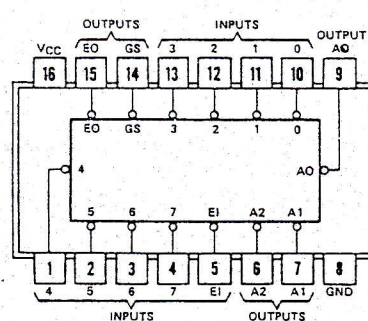 OUTPUTS INPUTS OUTPUT
VCC EO GS 3 2 1 0 A0
16 15 14 13 12 11 10 9
EO GS 3 2 1 0
4 A0
5 6 7 EI A2 A1
1 2 3 4 5 6 7 8
4 5 6 7 EI A2 A1 GND
INPUTS OUTPUTS